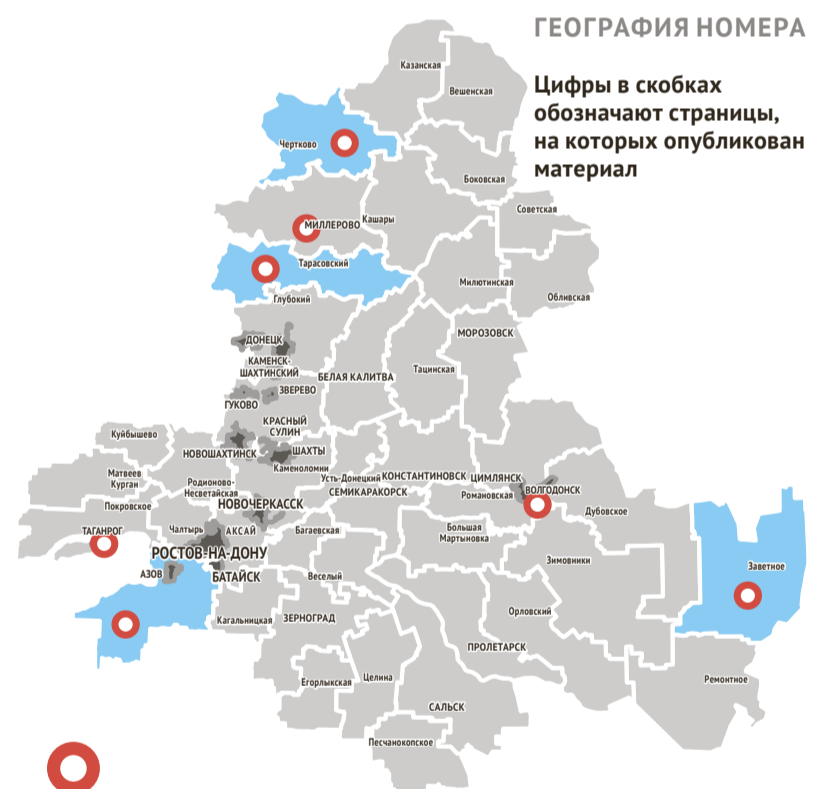 ГЕОГРАФИЯ НОМЕРА
Цифры в скобках
обозначают страницы,
на которых опубликован
материал
Казанская
Вешенская
Чертково
Боковская
Советская
МИЛЛЕРОВО
Кашары
Тарасовский
Милютинская
Обливская
Глубокий
МОРОЗОВСК
ДОНЕЦК
КАМЕНСК-
ШАХТИНСКИЙ
Тацинская
БЕЛАЯ КАЛИТВА
ЗВЕРЕВО
ГУКОВО
КРАСНЫЙ
СУЛИН
Куйбышево
НОВОШАХТИНСК
ШАХТЫ
Каменоломни
Матвеев
Курган
Родионово-
Несветайская
Усть-Донецкий
КОНСТАНТИНОВСК
ЦИМЛЯНСК
ВОЛГОДОНСК
СЕМИКАРАКОРСК
Романовская
Покровское
НОВОЧЕРКАССК
Дубовское
ТАГАНРОГ
Чалтырь
АКСАЙ
Багаевская
Большая
Мартыновка
РОСТОВ-НА-ДОНУ
Зимовники
Заветное
АЗОВ
БАТАЙСК
Веселый
Кагальницкая
ЗЕРНОГРАД
Орловский
ПРОЛЕТАРСК
Егорлыкская
Целина
Ремонтное
САЛЬСК
Песчанокопское